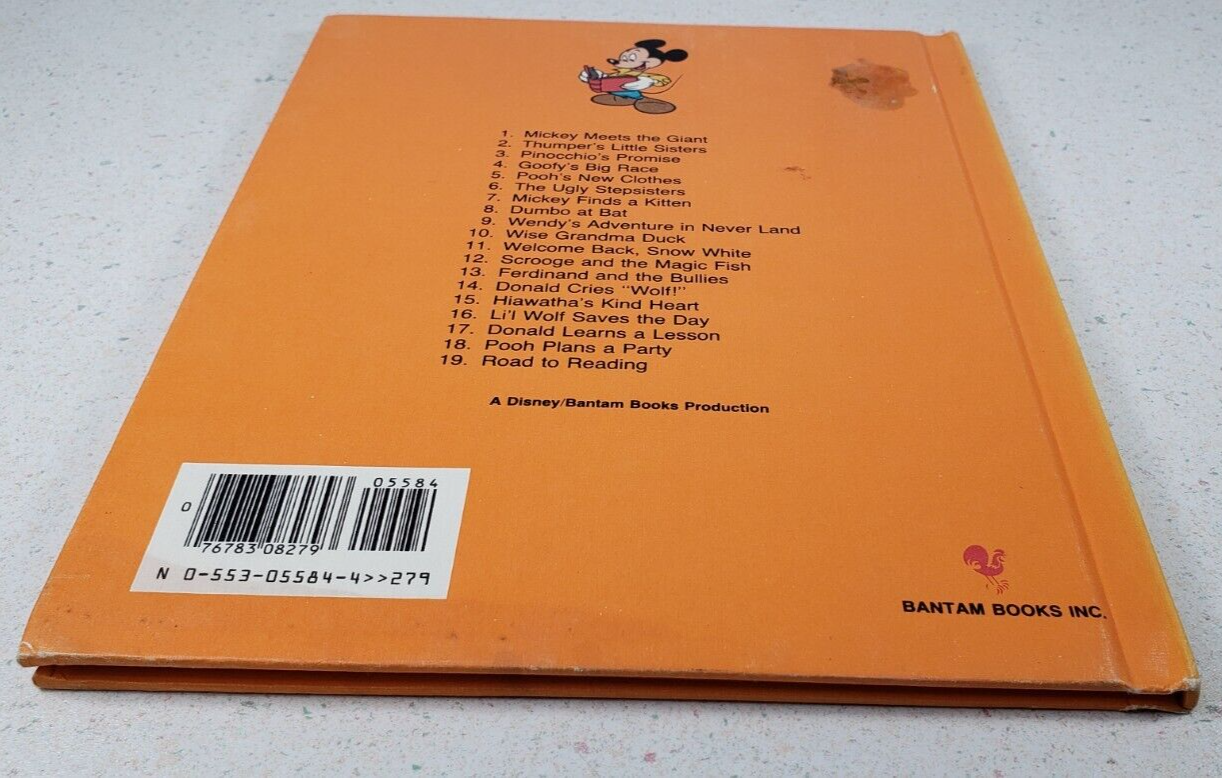 1. Mickey Meets the Giant
2. Thumper's Little Sisters
3. Pinocchio's Promise
4. Goofy's Big Race
5. Pooh's New Clothes
6. The Ugly Stepsisters
7. Mickey Finds a Kitten
8. Dumbo at Bat
9. Wendy's Adventure in Never Land
10. Wise Grandma Duck
11. Welcome Back, Snow White
12. Scrooge and the Magic Fish
13. Ferdinand and the Bullies
14. Donald Cries "Wolf!"
15. Hiawatha's Kind Heart
16. Li'l Wolf Saves the Day
17. Donald Learns a Lesson
18. Pooh Plans a Party
19. Road to Reading
A Disney/Bantam Books Production
05584
0
76783 08279
N 0-553-05584-4>>279
BANTAM BOOKS INC.